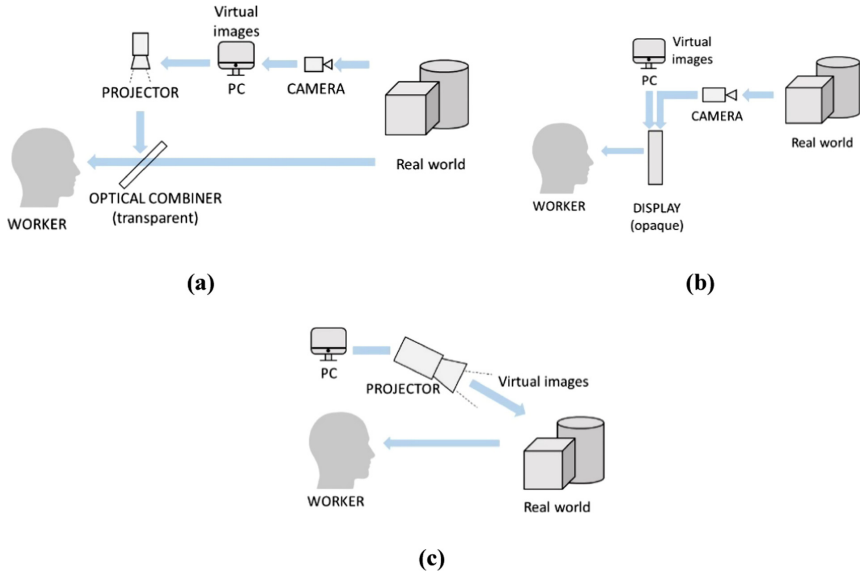 Virtual
images
PROJECTOR
PC
CAMERA
Real world
OPTICAL COMBINER
(transparent)
WORKER
(a)
Virtual
images
PC
CAMERA
Real world
WORKER
DISPLAY
(opaque)
(b)
PC
PROJECTOR
Virtual images
WORKER
Real world
(c)